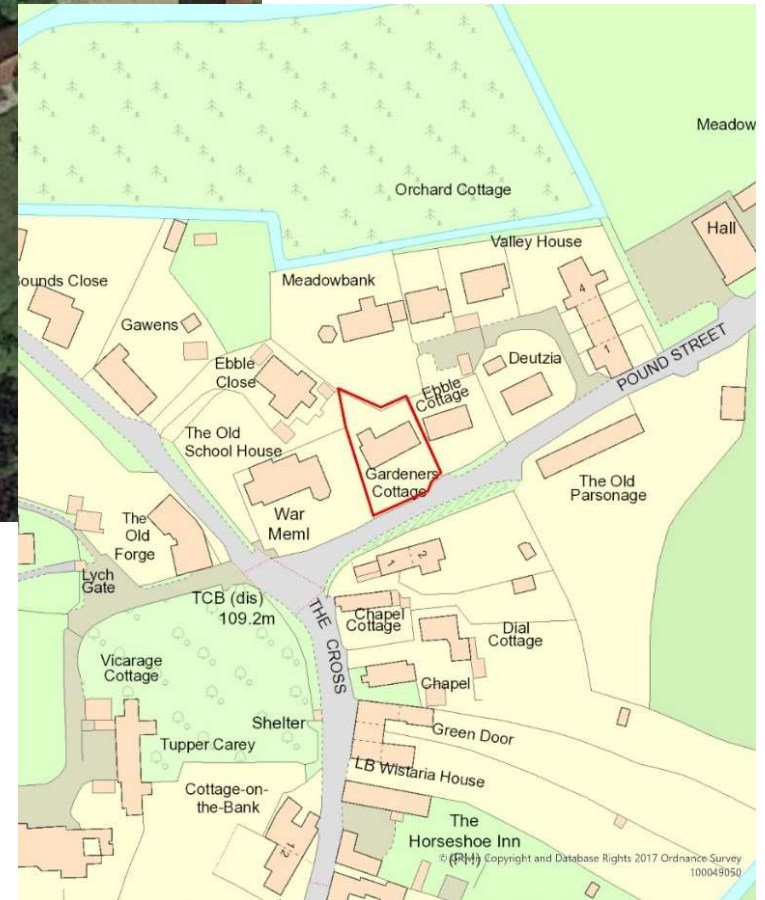 Meadow
Orchard Cottage
Hall
Valley House
Bounds Close
Meadowbank
4
Gawens
1
POUND STREET
Deutzia
Ebble
Close
Ebble
Cottage
The Old
School House
Gardeners
Cottage
The Old
Parsonage
War
Meml
The
Old
Forge
Lych
Gate
1
2
TCB (dis)
109.2m
THE CROSS
Chapel
Cottage
Dial
Cottage
Vicarage
Cottage
Chapel
Shelter
Green Door
Tupper Carey
LB Wistaria House
Cottage-on-
the-Bank
The
Horseshoe Inn
(PH)
12
© Crown Copyright and Database Rights 2017 Ordnance Survey
100049050